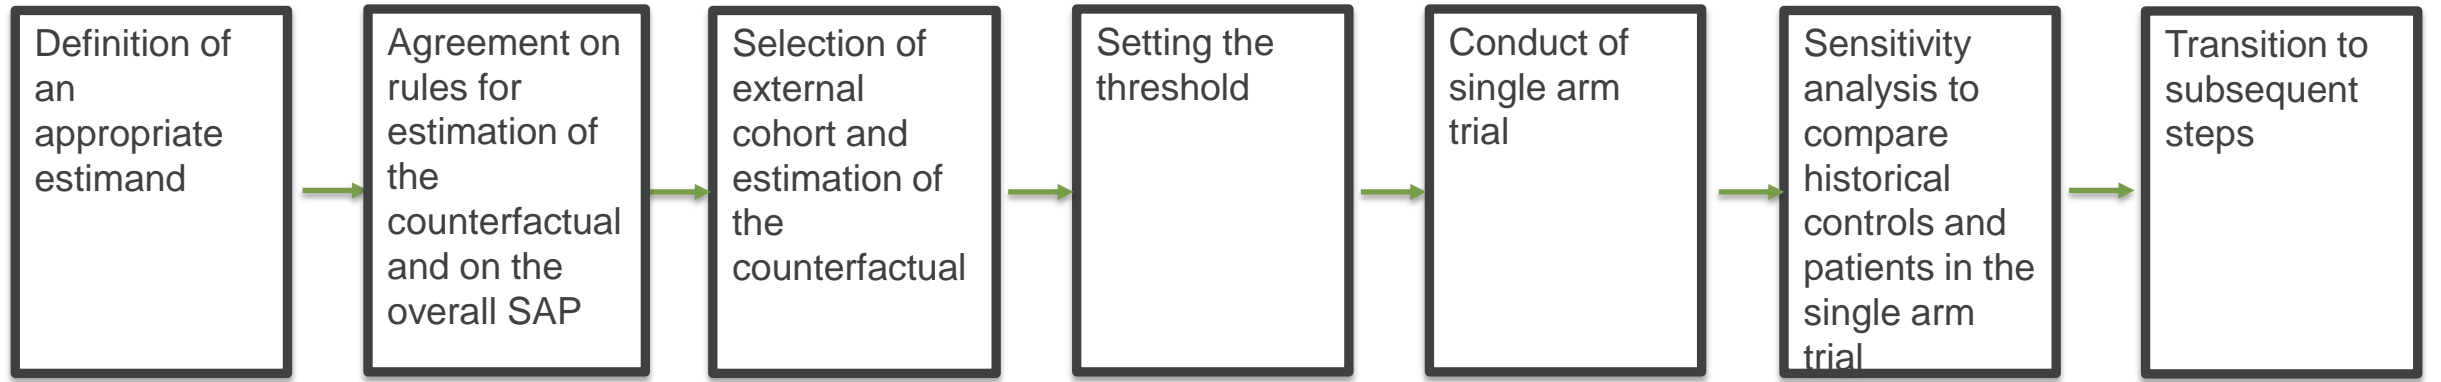 Definition of
an
appropriate
estimand
Agreement on
rules for
estimation of
the
counterfactual
and on the
overall SAP
Selection of
external
cohort and
estimation of
the
counterfactual
Setting the
threshold
Conduct of
single arm
trial
Sensitivity
analysis to
compare
historical
controls and
patients in the
single arm
trial
Transition to
subsequent
steps